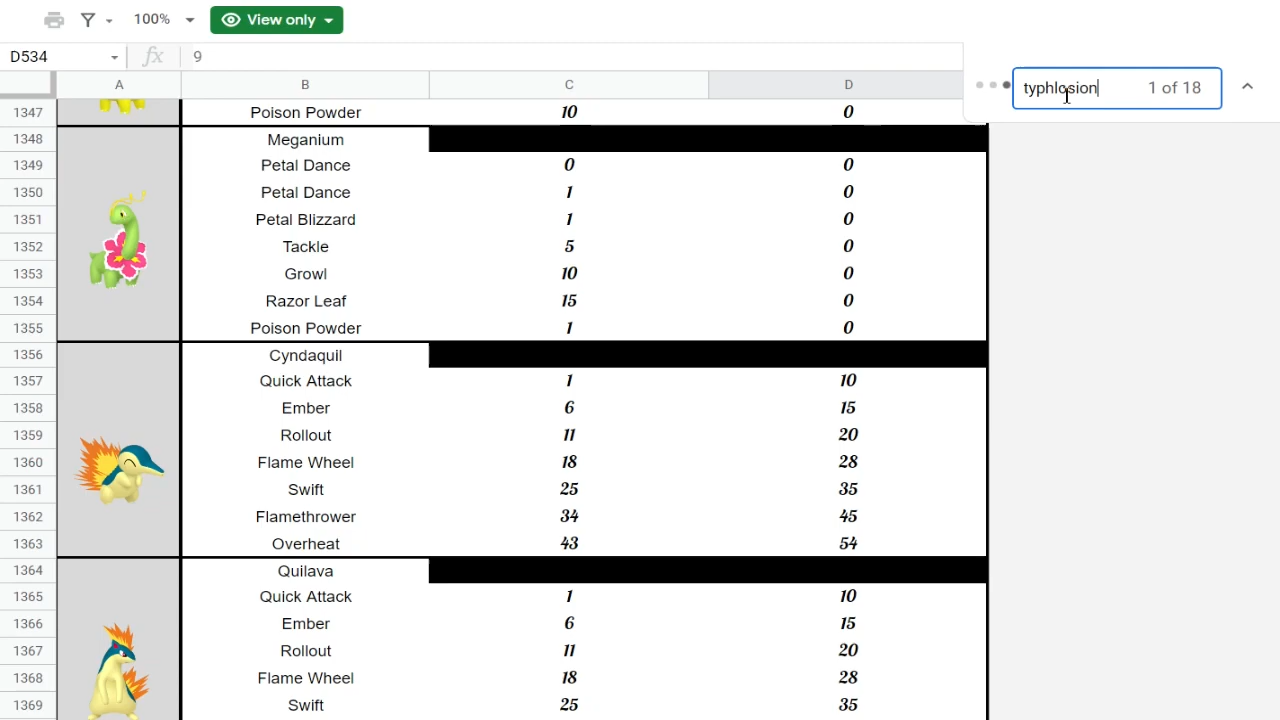 100% View only
D534 fx 9
typhlosion 1 of 18
A B C D
1347 Poison Powder 10 0
1348 Meganium
1349 Petal Dance 0 0
1350 Petal Dance 1 0
1351 Petal Blizzard 1 0
1352 Tackle 5 0
1353 Growl 10 0
1354 Razor Leaf 15 0
1355 Poison Powder 1 0
1356 Cyndaquil
1357 Quick Attack 1 10
1358 Ember 6 15
1359 Rollout 11 20
1360 Flame Wheel 18 28
1361 Swift 25 35
1362 Flamethrower 34 45
1363 Overheat 43 54
1364 Quilava
1365 Quick Attack 1 10
1366 Ember 6 15
1367 Rollout 11 20
1368 Flame Wheel 18 28
1369 Swift 25 35